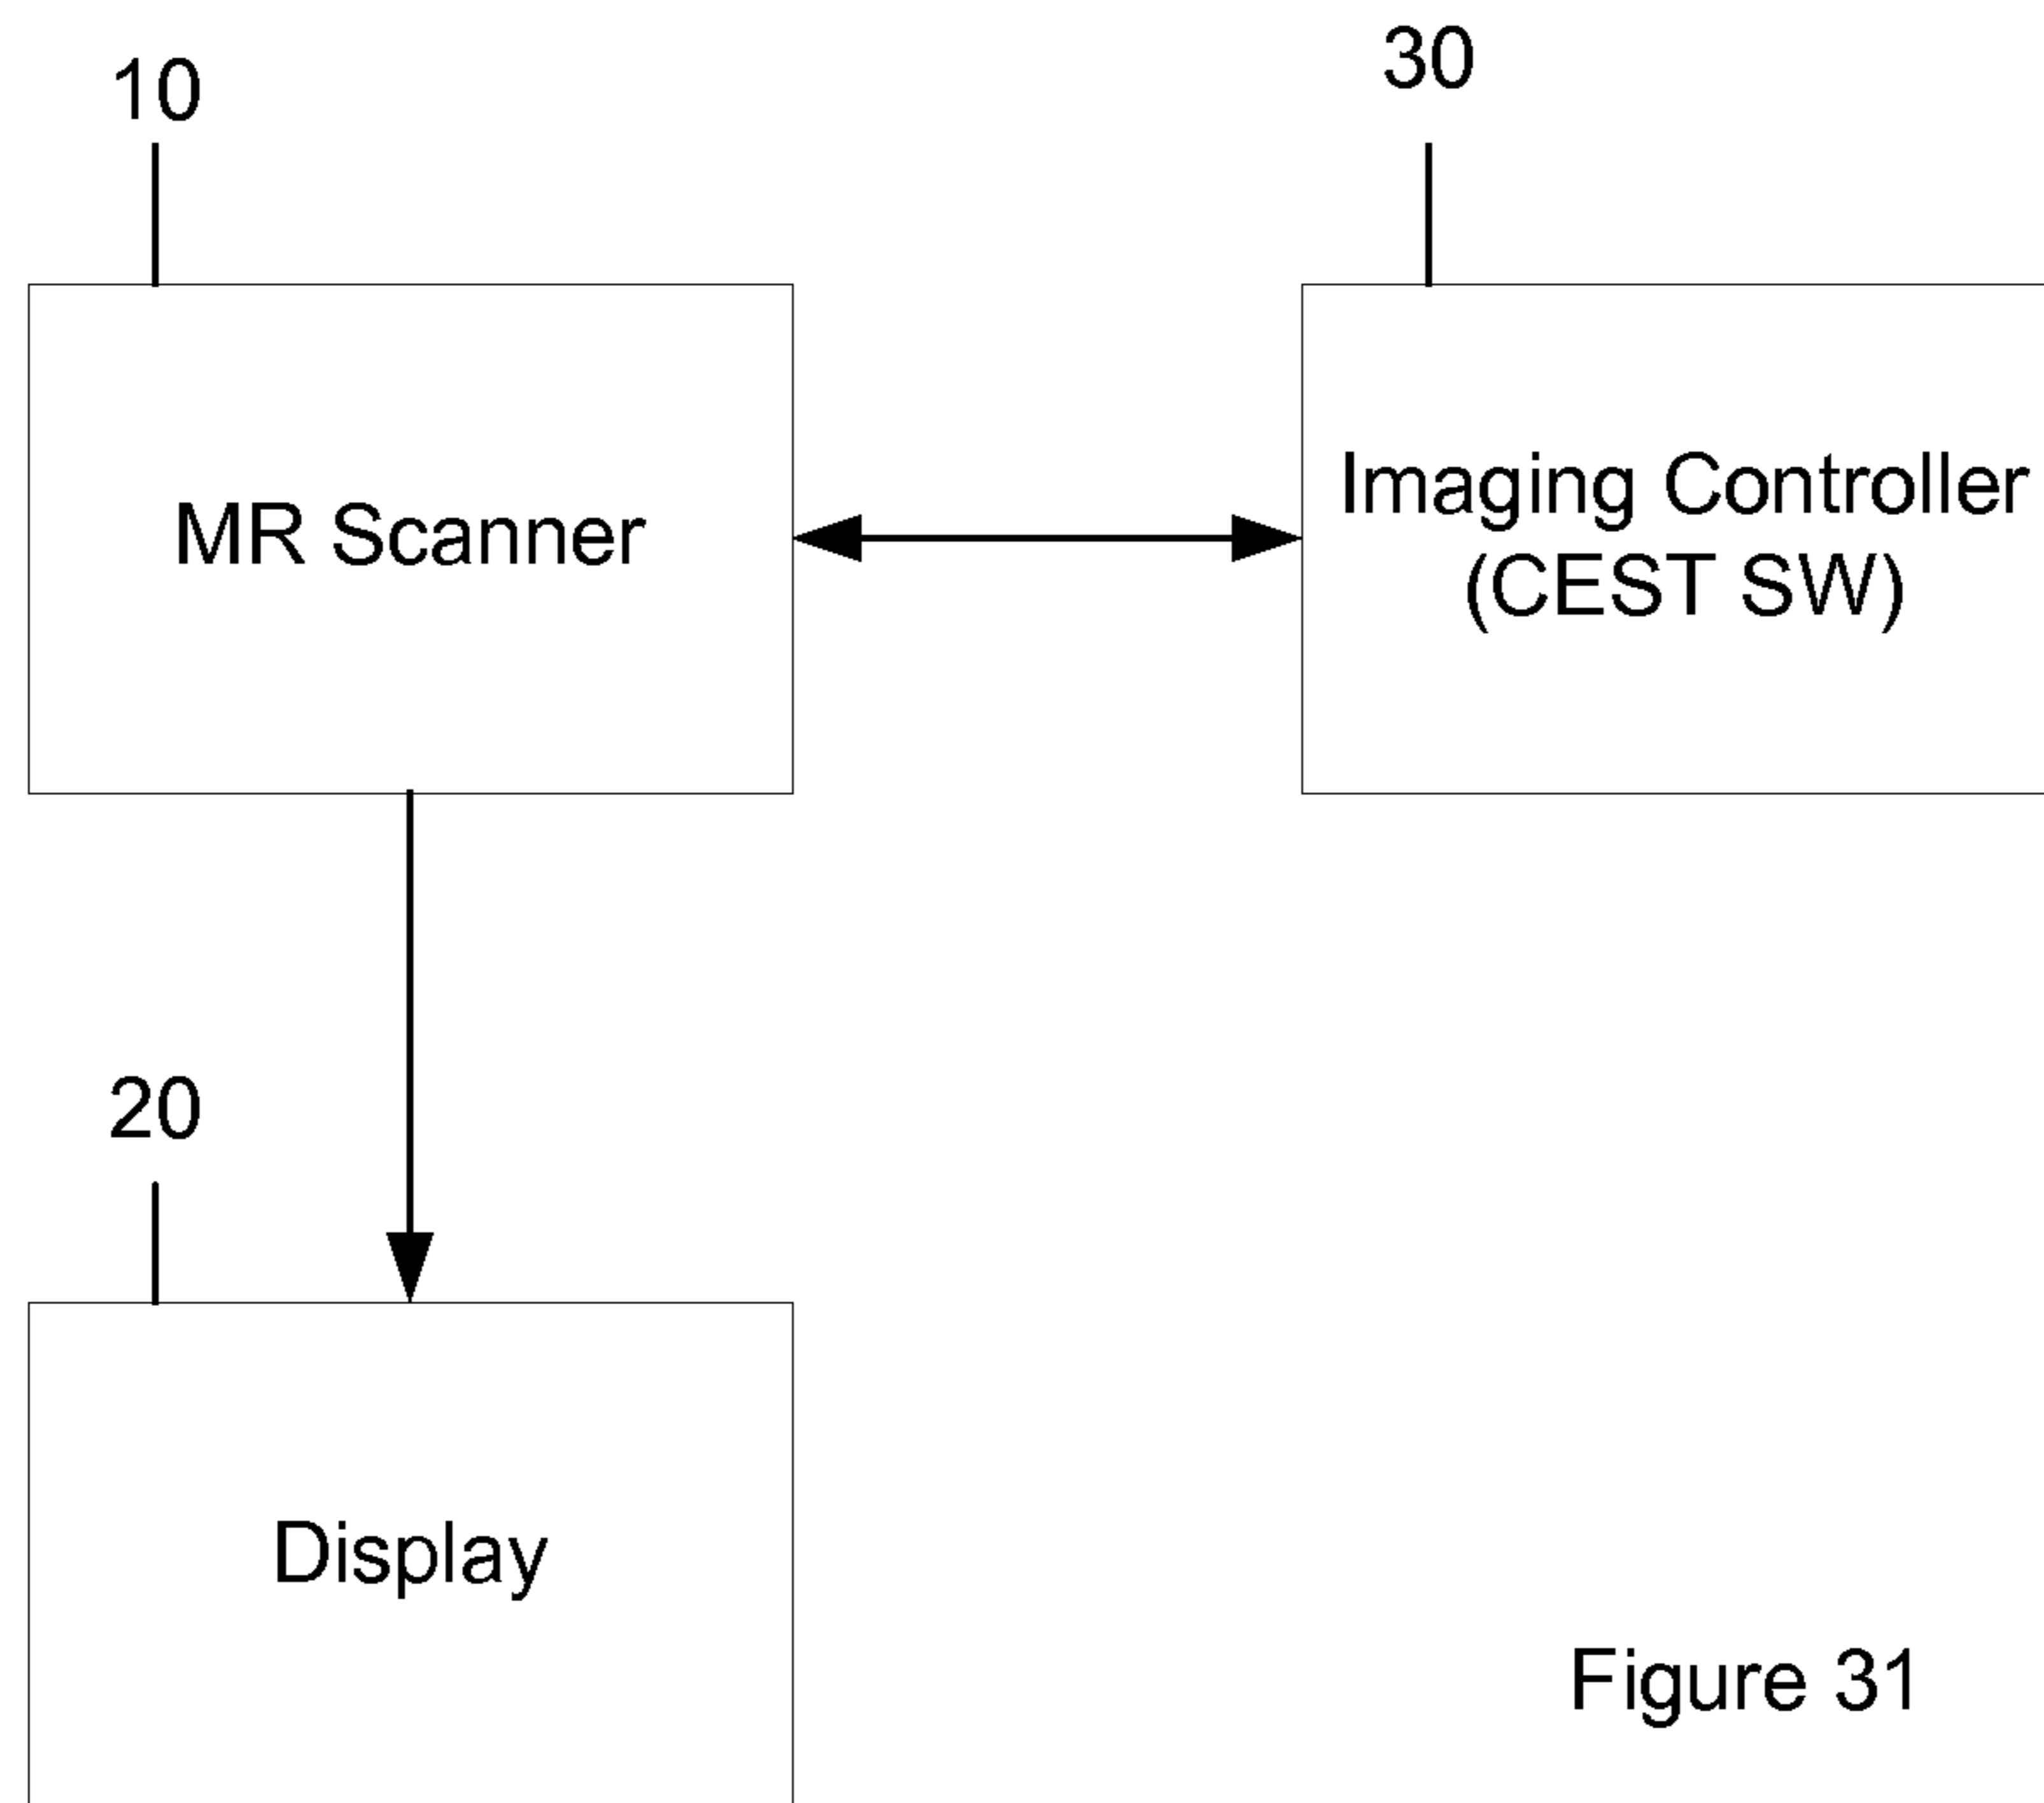 10
30
MR Scanner
Imaging Controller
(CEST SW)
20
Display
Figure 31